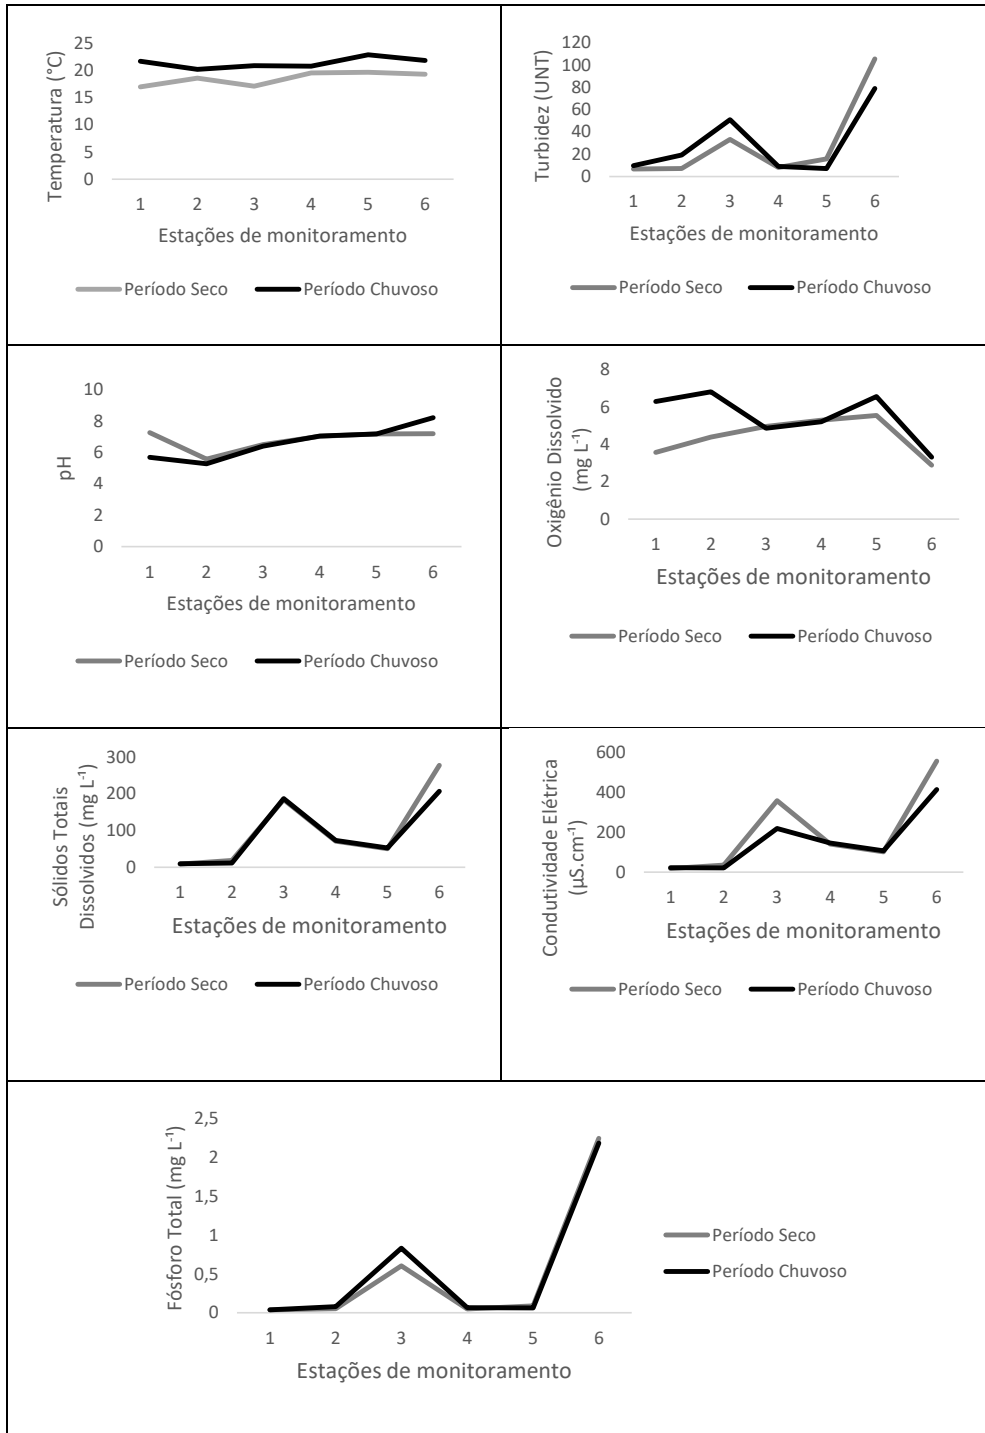 Temperatura (°C)
25
20
15
10
5
0
1 2 3 4 5 6
Estações de monitoramento
Período Seco Período Chuvoso
Turbidez (UNT)
120
100
80
60
40
20
0
1 2 3 4 5 6
Estações de monitoramento
Período Seco Período Chuvoso
pH
10
8
6
4
2
0
1 2 3 4 5 6
Estações de monitoramento
Período Seco Período Chuvoso
Oxigênio Dissolvido
(mg L⁻¹)
8
6
4
2
0
1 2 3 4 5 6
Estações de monitoramento
Período Seco Período Chuvoso
Sólidos Totais
Dissolvidos (mg L⁻¹)
300
200
100
0
1 2 3 4 5 6
Estações de monitoramento
Período Seco Período Chuvoso
Condutividade Elétrica
(µS.cm⁻¹)
600
400
200
0
1 2 3 4 5 6
Estações de monitoramento
Período Seco Período Chuvoso
Fósforo Total (mg L⁻¹)
2,5
2
1,5
1
0,5
0
1 2 3 4 5 6
Estações de monitoramento
Período Seco
Período Chuvoso